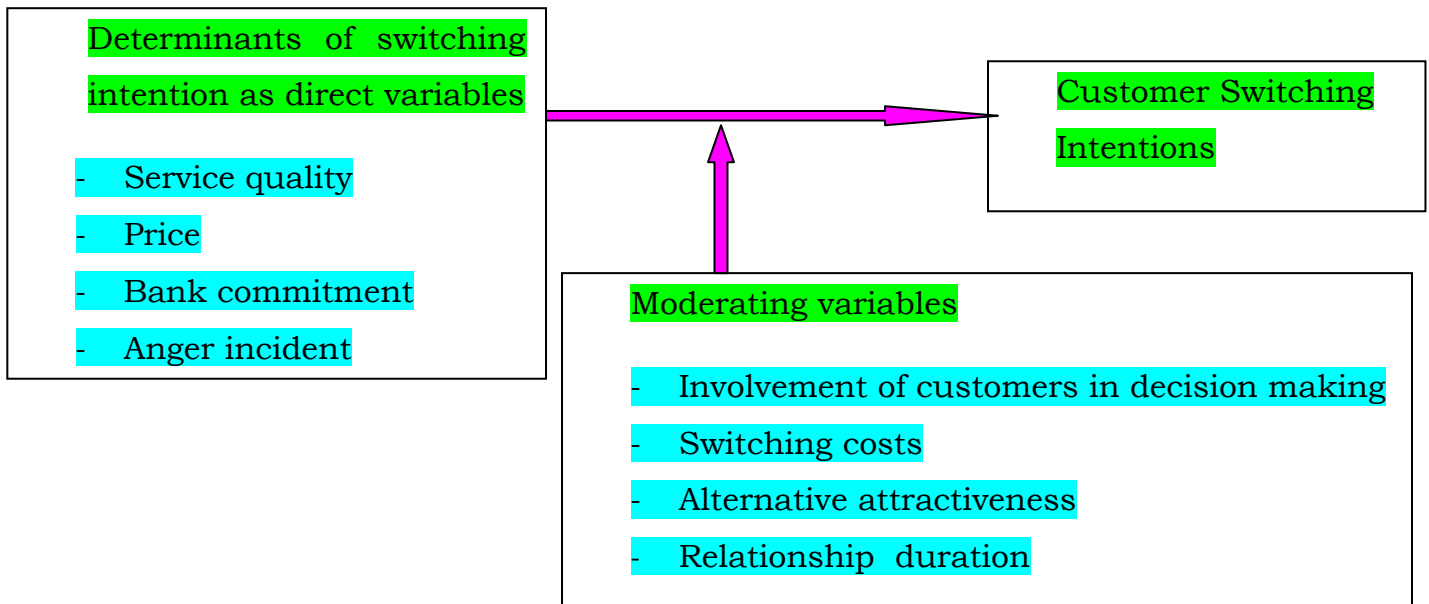 Determinants of switching
intention as direct variables
- Service quality
- Price
- Bank commitment
- Anger incident
Customer Switching
Intentions
Moderating variables
- Involvement of customers in decision making
- Switching costs
- Alternative attractiveness
- Relationship duration